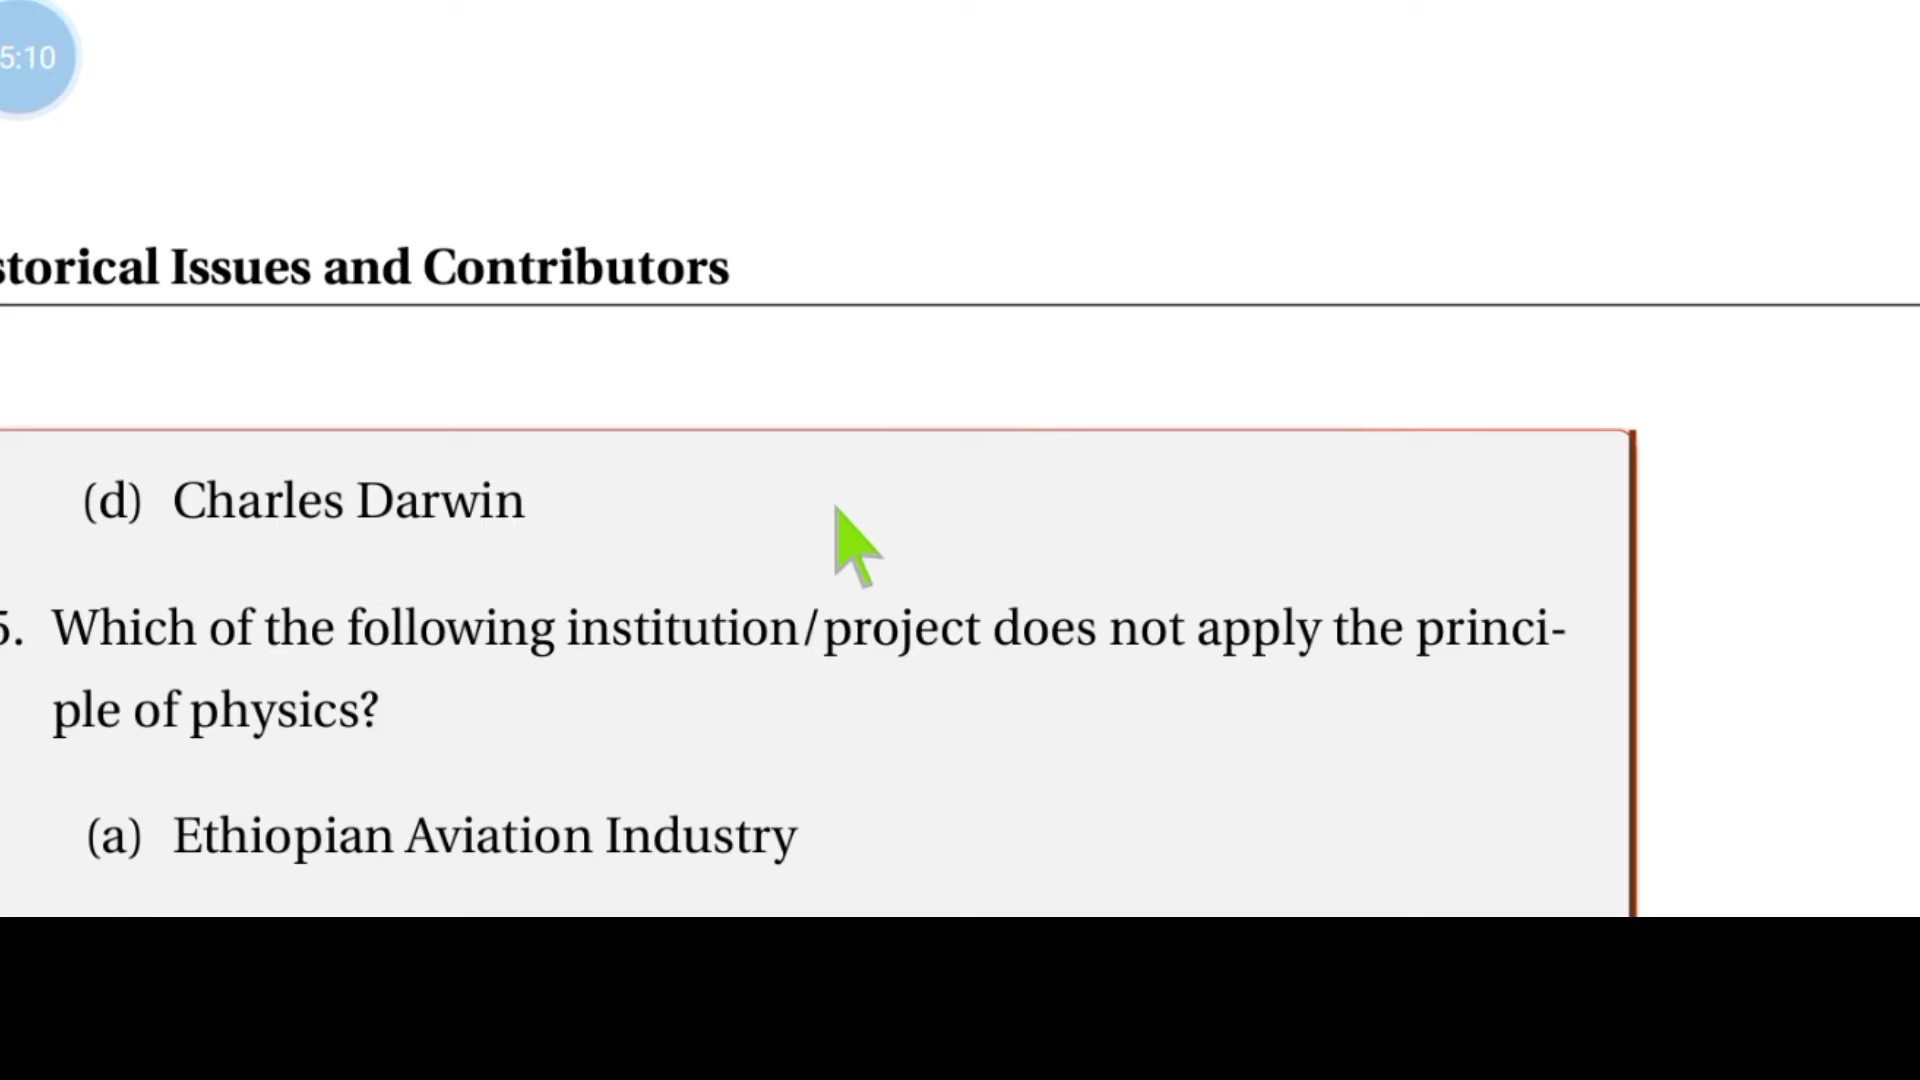 5:10
storical Issues and Contributors
(d) Charles Darwin
5. Which of the following institution/project does not apply the princi-
ple of physics?
(a) Ethiopian Aviation Industry